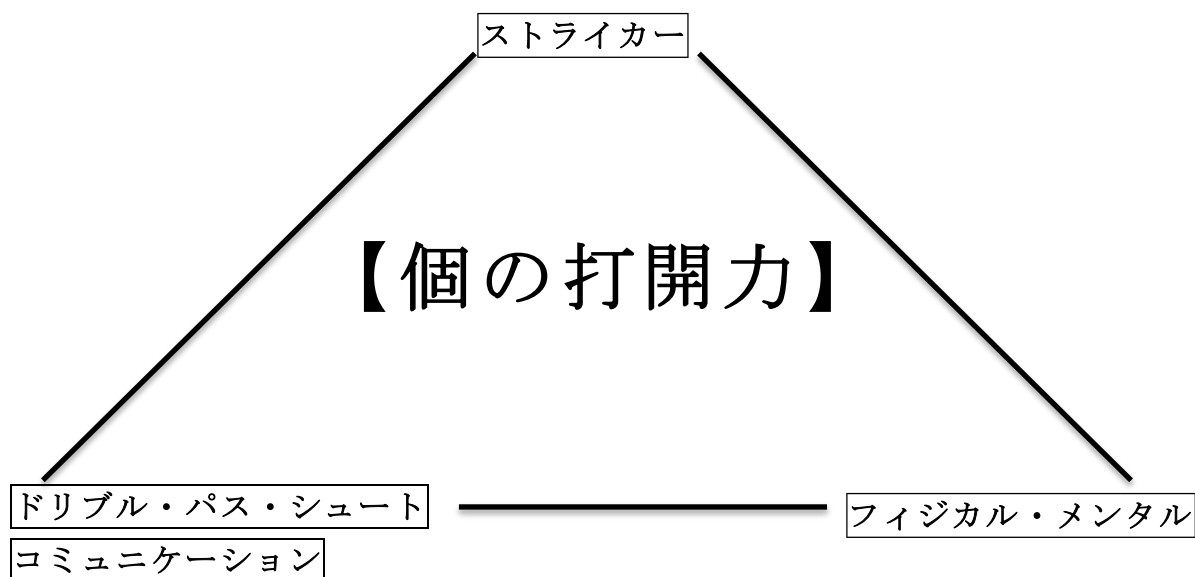 ストライカー
【個の打開力】
ドリブル・パス・シュート
フィジカル・メンタル
コミュニケーション